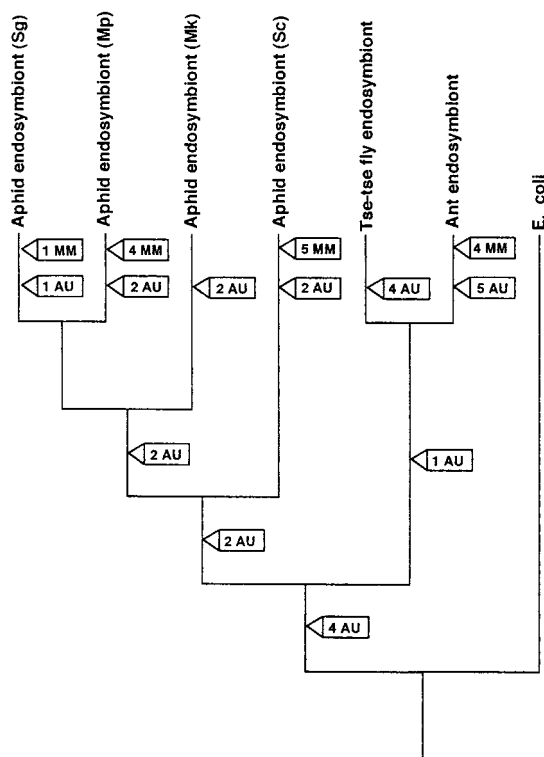 Aphid endosymbiont (Sg)
Aphid endosymbiont (Mp)
Aphid endosymbiont (Mk)
Aphid endosymbiont (Sc)
Tse-tse fly endosymbiont
Ant endosymbiont
E. coli
1 MM
4 MM
5 MM
4 MM
1 AU
2 AU
2 AU
2 AU
4 AU
5 AU
2 AU
1 AU
2 AU
4 AU